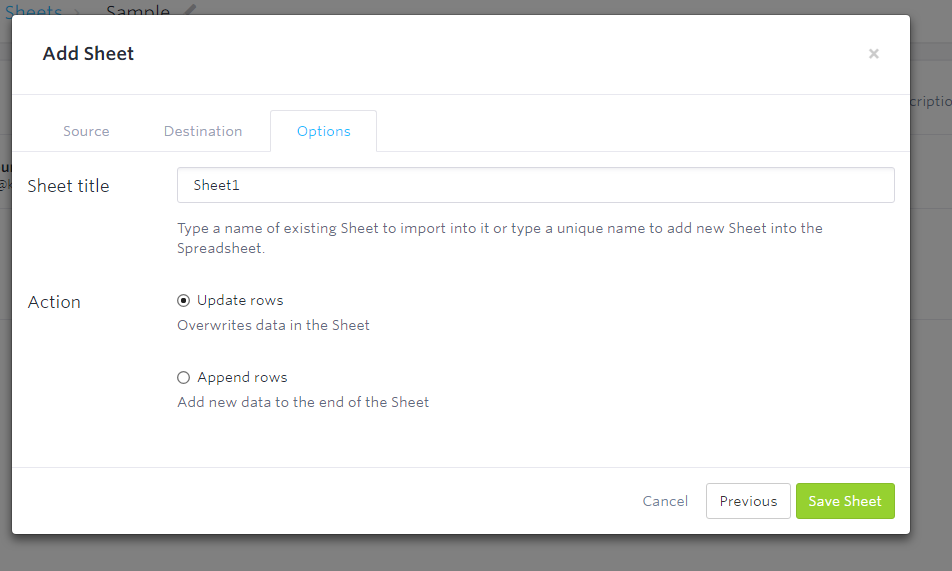 Sheets > Sample
Add Sheet
×
Source Destination Options
Sheet title
Sheet1
Type a name of existing Sheet to import into it or type a unique name to add new Sheet into the
Spreadsheet.
Action
Update rows
Overwrites data in the Sheet
Append rows
Add new data to the end of the Sheet
Cancel Previous Save Sheet